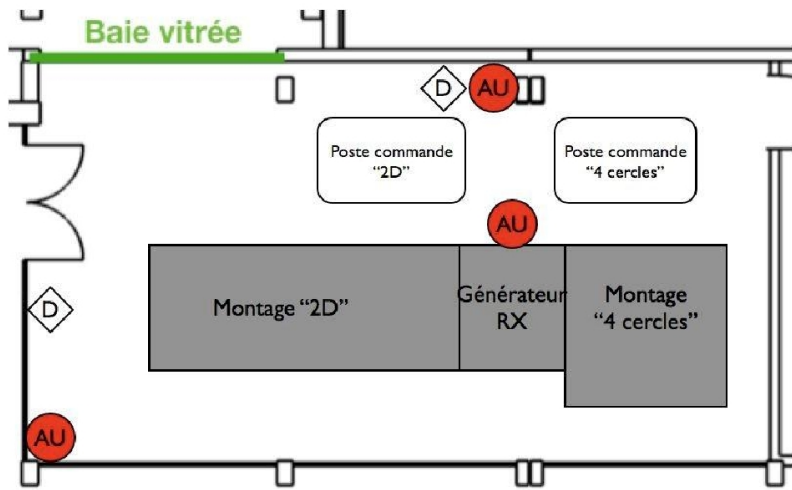 Baie vitrée
D
AU
Poste commande
“2D”
Poste commande
“4 cercles”
AU
Montage “2D”
Générateur
RX
Montage
“4 cercles”
D
AU